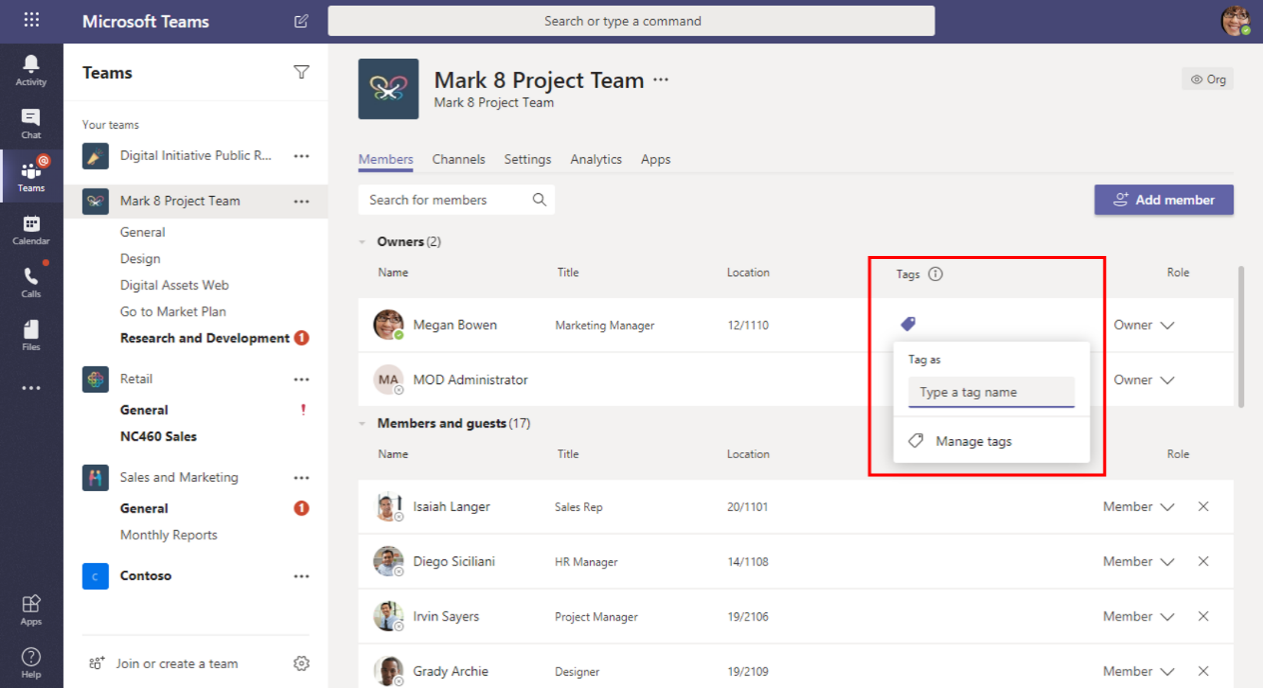 Microsoft Teams
Search or type a command
Activity
Chat
@
Teams
Calendar
Calls
Files
Apps
Help
Teams
Your teams
Digital Initiative Public R...
Mark 8 Project Team
General
Design
Digital Assets Web
Go to Market Plan
Research and Development 1
Retail
General !
NC460 Sales
Sales and Marketing
General 1
Monthly Reports
C Contoso
Join or create a team
Mark 8 Project Team ...
Mark 8 Project Team
Org
Members Channels Settings Analytics Apps
Search for members
Add member
Owners (2)
Name Title Location Tags Role
Megan Bowen Marketing Manager 12/1110 Owner
MA MOD Administrator Owner
Tag as
Type a tag name
Manage tags
Members and guests (17)
Name Title Location Role
Isaiah Langer Sales Rep 20/1101 Member
Diego Siciliani HR Manager 14/1108 Member
Irvin Sayers Project Manager 19/2106 Member
Grady Archie Designer 19/2109 Member